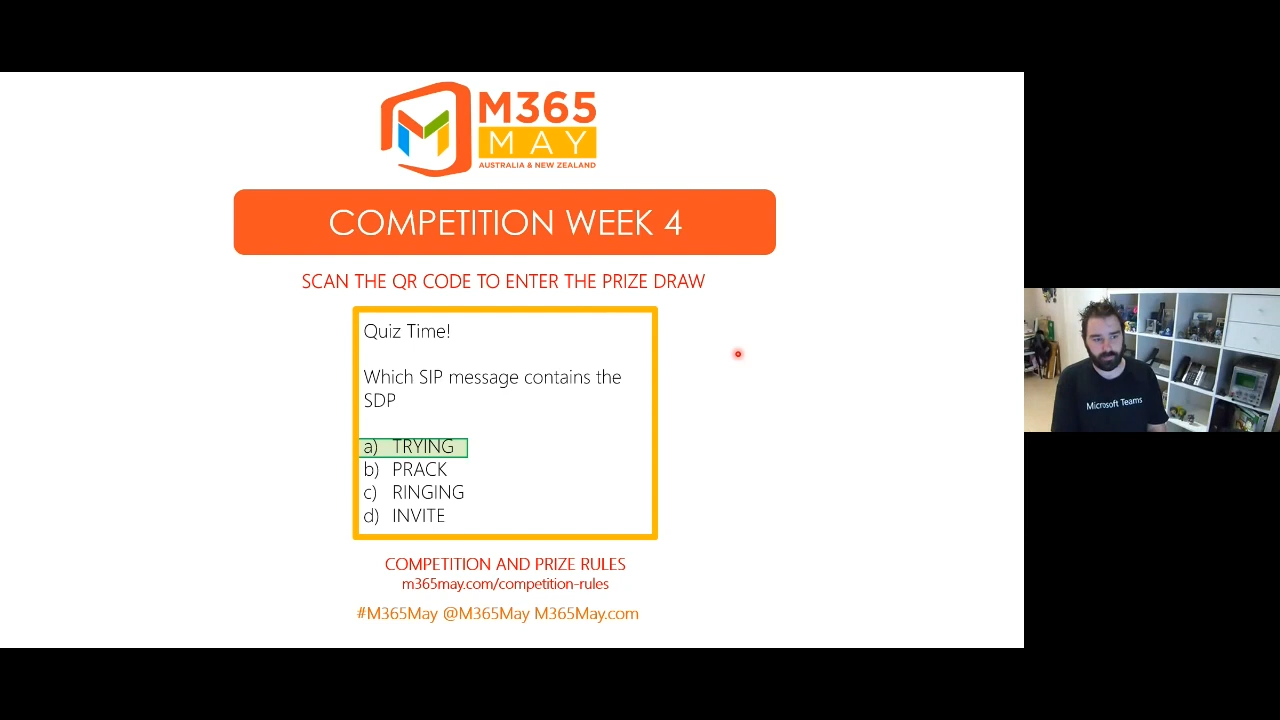 M365
MAY
AUSTRALIA & NEW ZEALAND
COMPETITION WEEK 4
SCAN THE QR CODE TO ENTER THE PRIZE DRAW
Quiz Time!
Which SIP message contains the
SDP
a) TRYING
b) PRACK
c) RINGING
d) INVITE
COMPETITION AND PRIZE RULES
m365may.com/competition-rules
#M365May @M365May M365May.com
Microsoft Teams